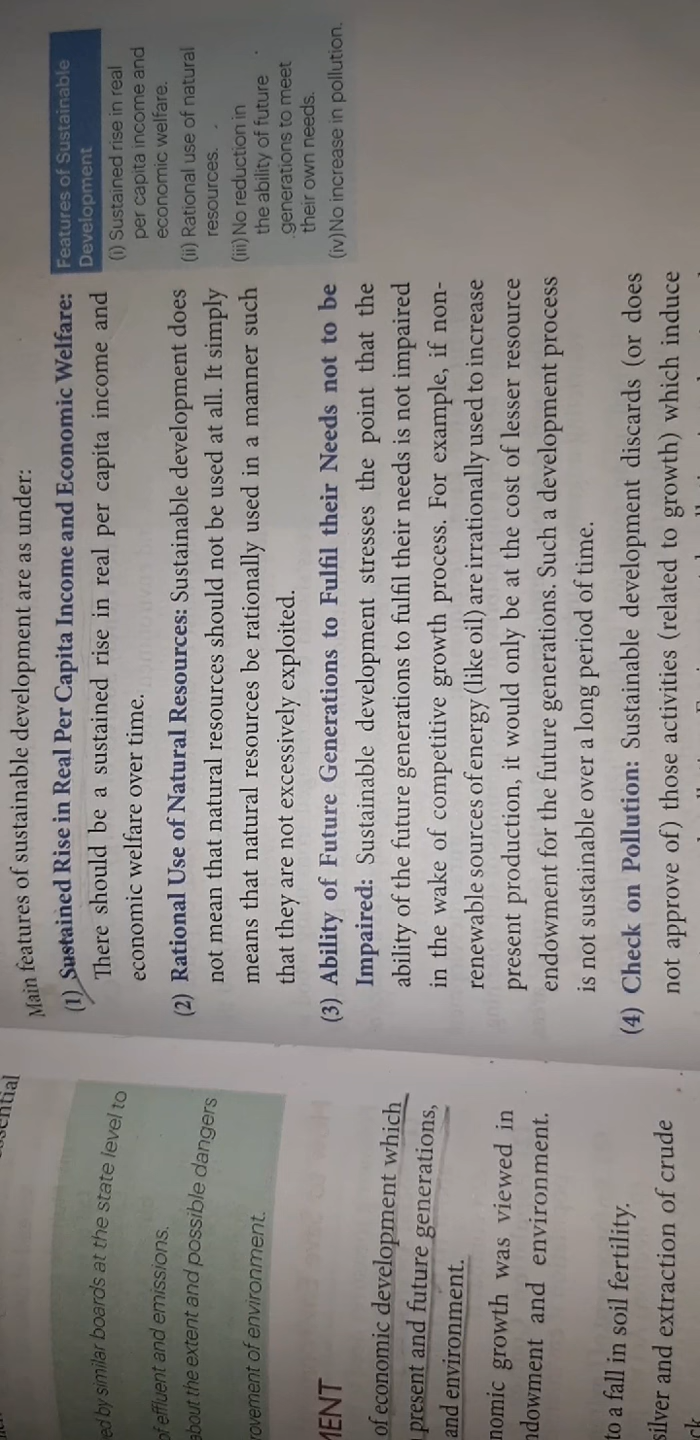 ed by similar boards at the state level to
of effluent and emissions.
about the extent and possible dangers
rovement of environment.
MENT
of economic development which
present and future generations,
and environment.
nomic growth was viewed in
ndowment and environment.
to a fall in soil fertility.
silver and extraction of crude
Main features of sustainable development are as under:
(1) Sustained Rise in Real Per Capita Income and Economic Welfare:
There should be a sustained rise in real per capita income and
economic welfare over time.
(2) Rational Use of Natural Resources: Sustainable development does
not mean that natural resources should not be used at all. It simply
means that natural resources be rationally used in a manner such
that they are not excessively exploited.
(3) Ability of Future Generations to Fulfil their Needs not to be
Impaired: Sustainable development stresses the point that the
ability of the future generations to fulfil their needs is not impaired
in the wake of competitive growth process. For example, if non-
renewable sources of energy (like oil) are irrationally used to increase
present production, it would only be at the cost of lesser resource
endowment for the future generations. Such a development process
is not sustainable over a long period of time.
(4) Check on Pollution: Sustainable development discards (or does
not approve of) those activities (related to growth) which induce
Features of Sustainable
Development
(i) Sustained rise in real
per capita income and
economic welfare.
(ii) Rational use of natural
resources.
(iii) No reduction in
the ability of future
generations to meet
their own needs.
(iv) No increase in pollution.